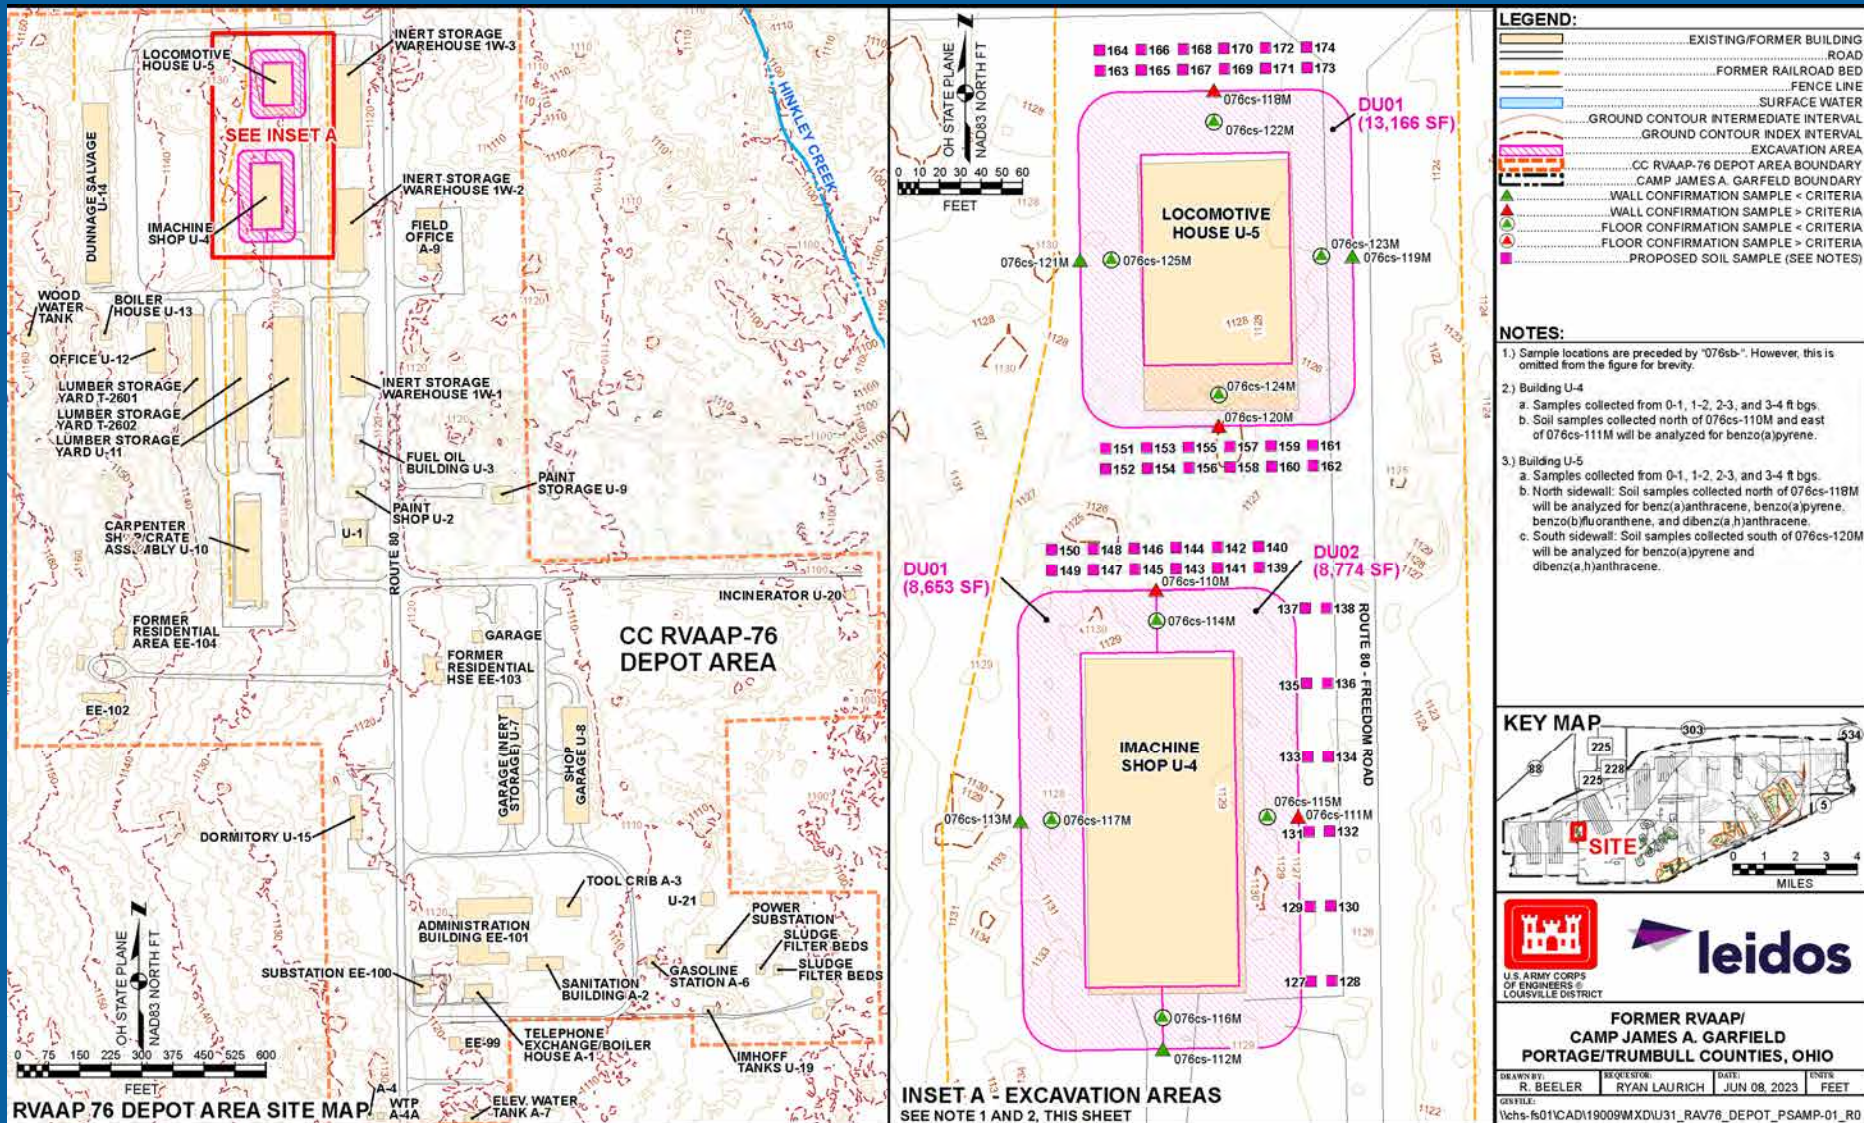 LOCOMOTIVE
HOUSE U-5
INERT STORAGE
WAREHOUSE 1W-3
SEE INSET A
DUNNAGE SALVAGE
U-14
IMACHINE
SHOP U-4
INERT STORAGE
WAREHOUSE 1W-2
FIELD
OFFICE
A-9
HINKLEY CREEK
WOOD
WATER
TANK
BOILER
HOUSE U-13
OFFICE U-12
LUMBER STORAGE
YARD T-2601
LUMBER STORAGE
YARD T-2602
LUMBER STORAGE
YARD U-11
INERT STORAGE
WAREHOUSE 1W-1
FUEL OIL
BUILDING U-3
PAINT
STORAGE U-9
PAINT
SHOP U-2
U-1
CARPENTER
SHOP/CRATE
ASSEMBLY U-10
ROUTE 80
INCINERATOR U-20
FORMER
RESIDENTIAL
AREA EE-104
GARAGE
FORMER
RESIDENTIAL
HSE EE-103
CC RVAAP-76
DEPOT AREA
EE-102
GARAGE (INERT
STORAGE) U-7
SHOP
GARAGE U-8
DORMITORY U-15
TOOL CRIB A-3
U-21
ADMINISTRATION
BUILDING EE-101
POWER
SUBSTATION
SLUDGE
FILTER BEDS
SLUDGE
FILTER BEDS
SUBSTATION EE-100
SANITATION
BUILDING A-2
GASOLINE
STATION A-6
TELEPHONE
EXCHANGE/BOILER
HOUSE A-1
EE-99
IMHOFF
TANKS U-19
A-4
WTP
A-4A
ELEV. WATER
TANK A-7
N
OH STATE PLANE
NAD83 NORTH FT
0 75 150 225 300 375 450 525 600
FEET
RVAAP 76 DEPOT AREA SITE MAP
N
OH STATE PLANE
NAD83 NORTH FT
0 10 20 30 40 50 60
FEET
164 166 168 170 172 174
163 165 167 169 171 173
076cs-118M
076cs-122M
DU01
(13,166 SF)
LOCOMOTIVE
HOUSE U-5
076cs-121M
076cs-125M
076cs-123M
076cs-119M
076cs-124M
076cs-120M
151 153 155 157 159 161
152 154 156 158 160 162
150 148 146 144 142 140
149 147 145 143 141 139
DU01
(8,653 SF)
DU02
(8,774 SF)
076cs-110M
076cs-114M
137 138
135 136
133 134
131 132
129 130
127 128
ROUTE 80 - FREEDOM ROAD
IMACHINE
SHOP U-4
076cs-113M
076cs-117M
076cs-115M
076cs-111M
076cs-116M
076cs-112M
INSET A - EXCAVATION AREAS
SEE NOTE 1 AND 2, THIS SHEET
LEGEND:
EXISTING/FORMER BUILDING
ROAD
FORMER RAILROAD BED
FENCE LINE
SURFACE WATER
GROUND CONTOUR INTERMEDIATE INTERVAL
GROUND CONTOUR INDEX INTERVAL
EXCAVATION AREA
CC RVAAP-76 DEPOT AREA BOUNDARY
CAMP JAMES A. GARFELD BOUNDARY
WALL CONFIRMATION SAMPLE < CRITERIA
WALL CONFIRMATION SAMPLE > CRITERIA
FLOOR CONFIRMATION SAMPLE < CRITERIA
FLOOR CONFIRMATION SAMPLE > CRITERIA
PROPOSED SOIL SAMPLE (SEE NOTES)
NOTES:
1.) Sample locations are preceded by "076sb-". However, this is
omitted from the figure for brevity.
2.) Building U-4
a. Samples collected from 0-1, 1-2, 2-3, and 3-4 ft bgs.
b. Soil samples collected north of 076cs-110M and east
of 076cs-111M will be analyzed for benzo(a)pyrene.
3.) Building U-5
a. Samples collected from 0-1, 1-2, 2-3, and 3-4 ft bgs.
b. North sidewall: Soil samples collected north of 076cs-118M
will be analyzed for benz(a)anthracene, benzo(a)pyrene,
benzo(b)fluoranthene, and dibenz(a,h)anthracene.
c. South sidewall: Soil samples collected south of 076cs-120M
will be analyzed for benzo(a)pyrene and
dibenz(a,h)anthracene.
KEY MAP
303
534
225
228
225
88
5
SITE
0 1 2 3 4
MILES
U.S. ARMY CORPS
OF ENGINEERS ®
LOUISVILLE DISTRICT
leidos
FORMER RVAAP/
CAMP JAMES A. GARFIELD
PORTAGE/TRUMBULL COUNTIES, OHIO
DRAWN BY: R. BEELER
REQUESTOR: RYAN LAURICH
DATE: JUN 08, 2023
UNITS: FEET
GIS FILE:
\\chs-fs01\CAD\19009\MXD\U31_RAV76_DEPOT_PSAMP-01_R0